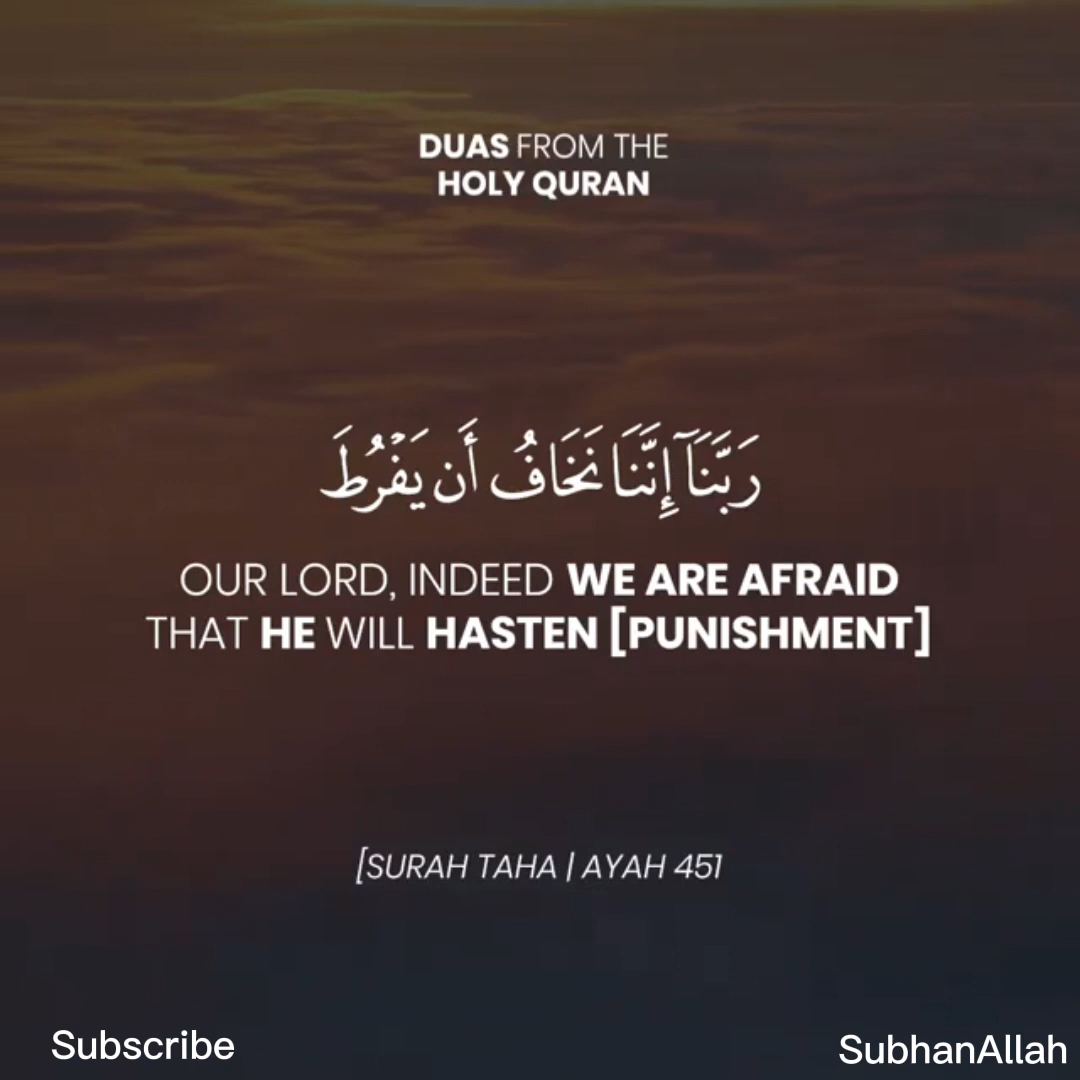 DUAS FROM THE
HOLY QURAN
رَبَّنَآ إِنَّنَا نَخَافُ أَن يَفْرُطَ
OUR LORD, INDEED WE ARE AFRAID
THAT HE WILL HASTEN [PUNISHMENT]
[SURAH TAHA | AYAH 451
Subscribe
SubhanAllah